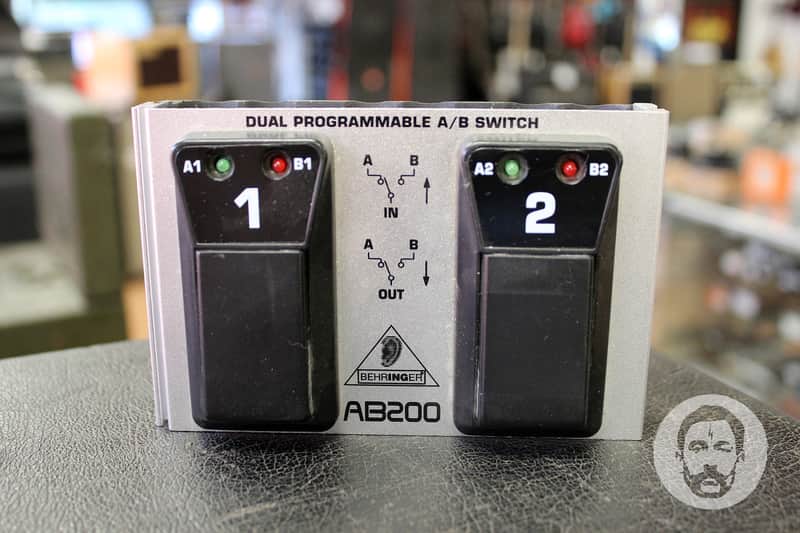 DUAL PROGRAMMABLE A/B SWITCH
A1 B1
1
A B
IN
A2 B2
2
A B
OUT
BEHRINGER
AB200